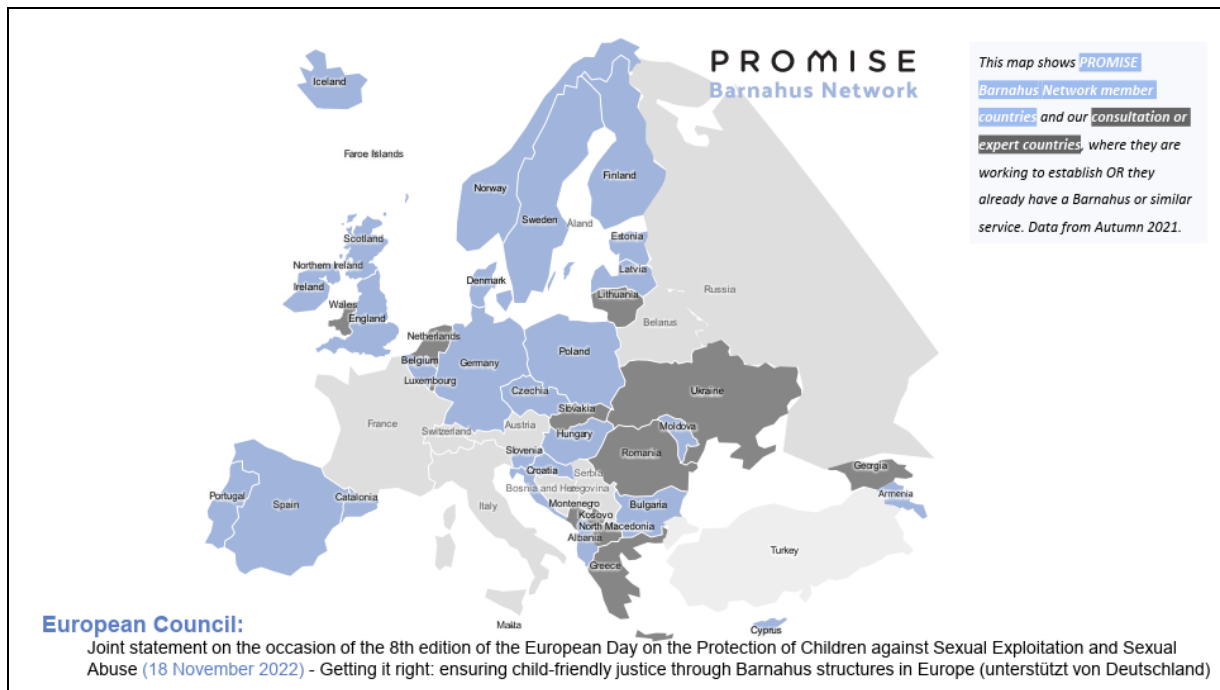 PROMISE
Barnahus Network
This map shows PROMISE
Barnahus Network member
countries and our consultation or
expert countries, where they are
working to establish OR they
already have a Barnahus or similar
service. Data from Autumn 2021.
Iceland
Faroe Islands
Norway
Sweden
Finland
Aland
Estonia
Latvia
Lithuania
Russia
Belarus
Scotland
Northern Ireland
Ireland
Wales
England
Denmark
Netherlands
Belgium
Luxembourg
Germany
Poland
Czechia
Slovakia
Ukraine
Moldova
France
Switzerland
Austria
Hungary
Romania
Slovenia
Croatia
Serbia
Bosnia and Herzegovina
Montenegro
Kosovo
North Macedonia
Albania
Bulgaria
Greece
Italy
Portugal
Spain
Catalonia
Georgia
Armenia
Turkey
Malta
Cyprus
European Council:
Joint statement on the occasion of the 8th edition of the European Day on the Protection of Children against Sexual Exploitation and Sexual
Abuse (18 November 2022) - Getting it right: ensuring child-friendly justice through Barnahus structures in Europe (unterstützt von Deutschland)